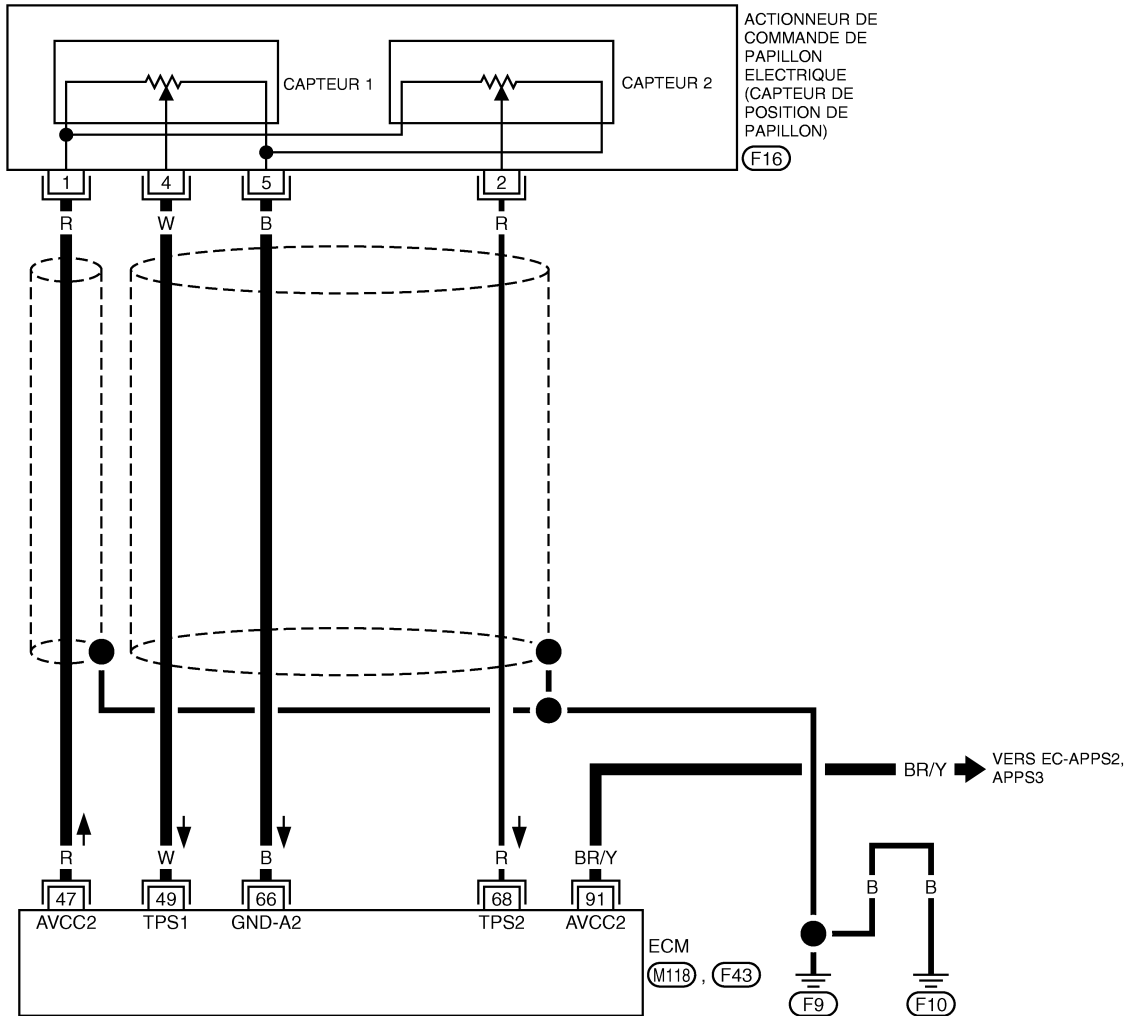 ACTIONNEUR DE
COMMANDE DE
PAPILLON
ELECTRIQUE
(CAPTEUR DE
POSITION DE
PAPILLON)
F16
CAPTEUR 1
CAPTEUR 2
1 4 5 2
R W B R
BR/Y
VERS EC-APPS2,
APPS3
R W B R BR/Y
B B
47 49 66 68 91
AVCC2 TPS1 GND-A2 TPS2 AVCC2
ECM
M118 , F43
F9 F10